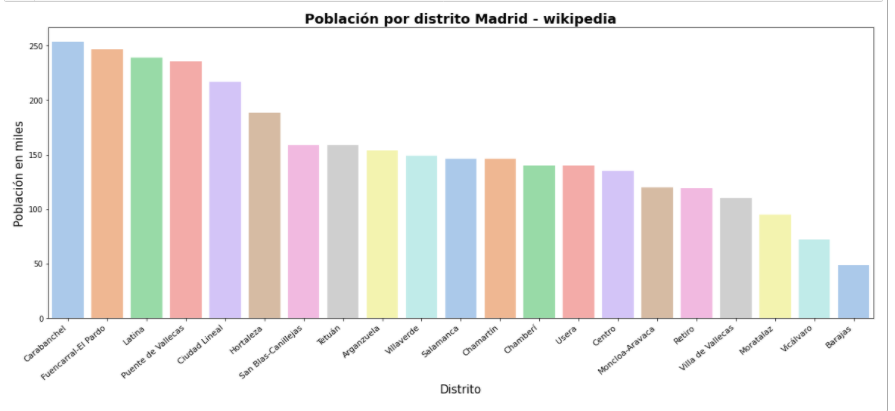 Población por distrito Madrid - wikipedia
Población en miles
250
200
150
100
50
0
Carabanchel
Fuencarral-El Pardo
Latina
Puente de Vallecas
Ciudad Lineal
Hortaleza
San Blas-Canillejas
Tetuán
Arganzuela
Villaverde
Salamanca
Chamartín
Chamberí
Usera
Centro
Moncloa-Aravaca
Retiro
Villa de Vallecas
Moratalaz
Vicálvaro
Barajas
Distrito